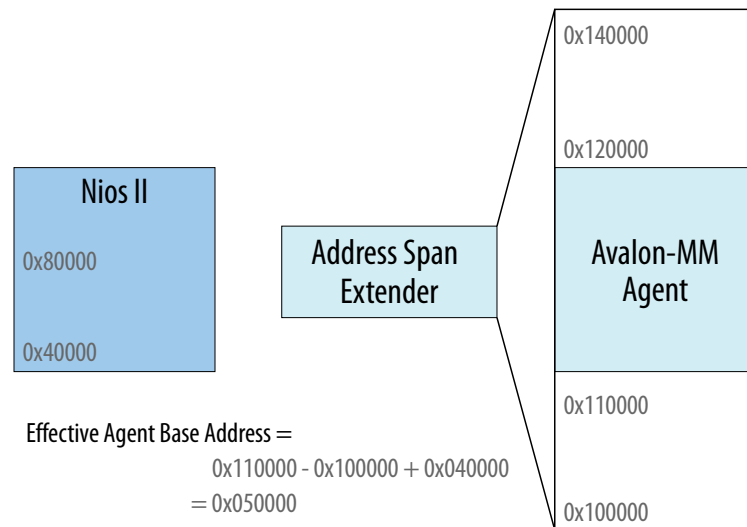 0x140000
0x120000
Nios II
0x80000
0x40000
Address Span
Extender
Avalon-MM
Agent
0x110000
0x100000
Effective Agent Base Address =
0x110000 - 0x100000 + 0x040000
= 0x050000